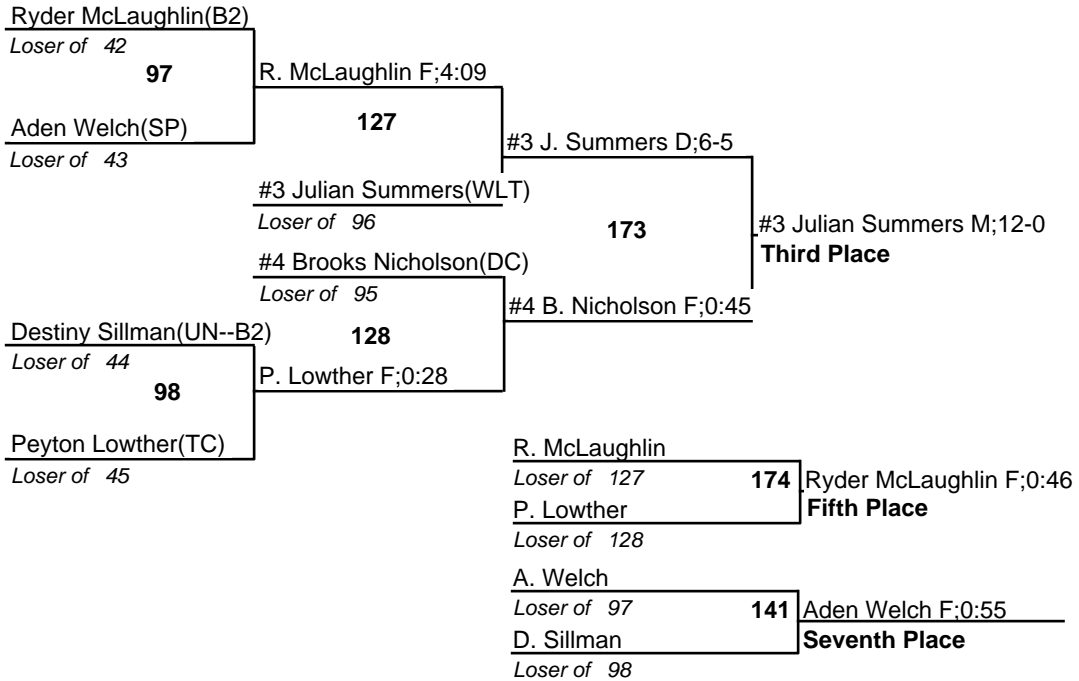 Ryder McLaughlin(B2)
Loser of 42
97
R. McLaughlin F;4:09
Aden Welch(SP)
Loser of 43
127
#3 J. Summers D;6-5
#3 Julian Summers(WLT)
Loser of 96
173
#3 Julian Summers M;12-0
Third Place
#4 Brooks Nicholson(DC)
Loser of 95
#4 B. Nicholson F;0:45
Destiny Sillman(UN--B2)
Loser of 44
128
98
P. Lowther F;0:28
Peyton Lowther(TC)
Loser of 45
R. McLaughlin
Loser of 127
174
Ryder McLaughlin F;0:46
Fifth Place
P. Lowther
Loser of 128
A. Welch
Loser of 97
141
Aden Welch F;0:55
Seventh Place
D. Sillman
Loser of 98